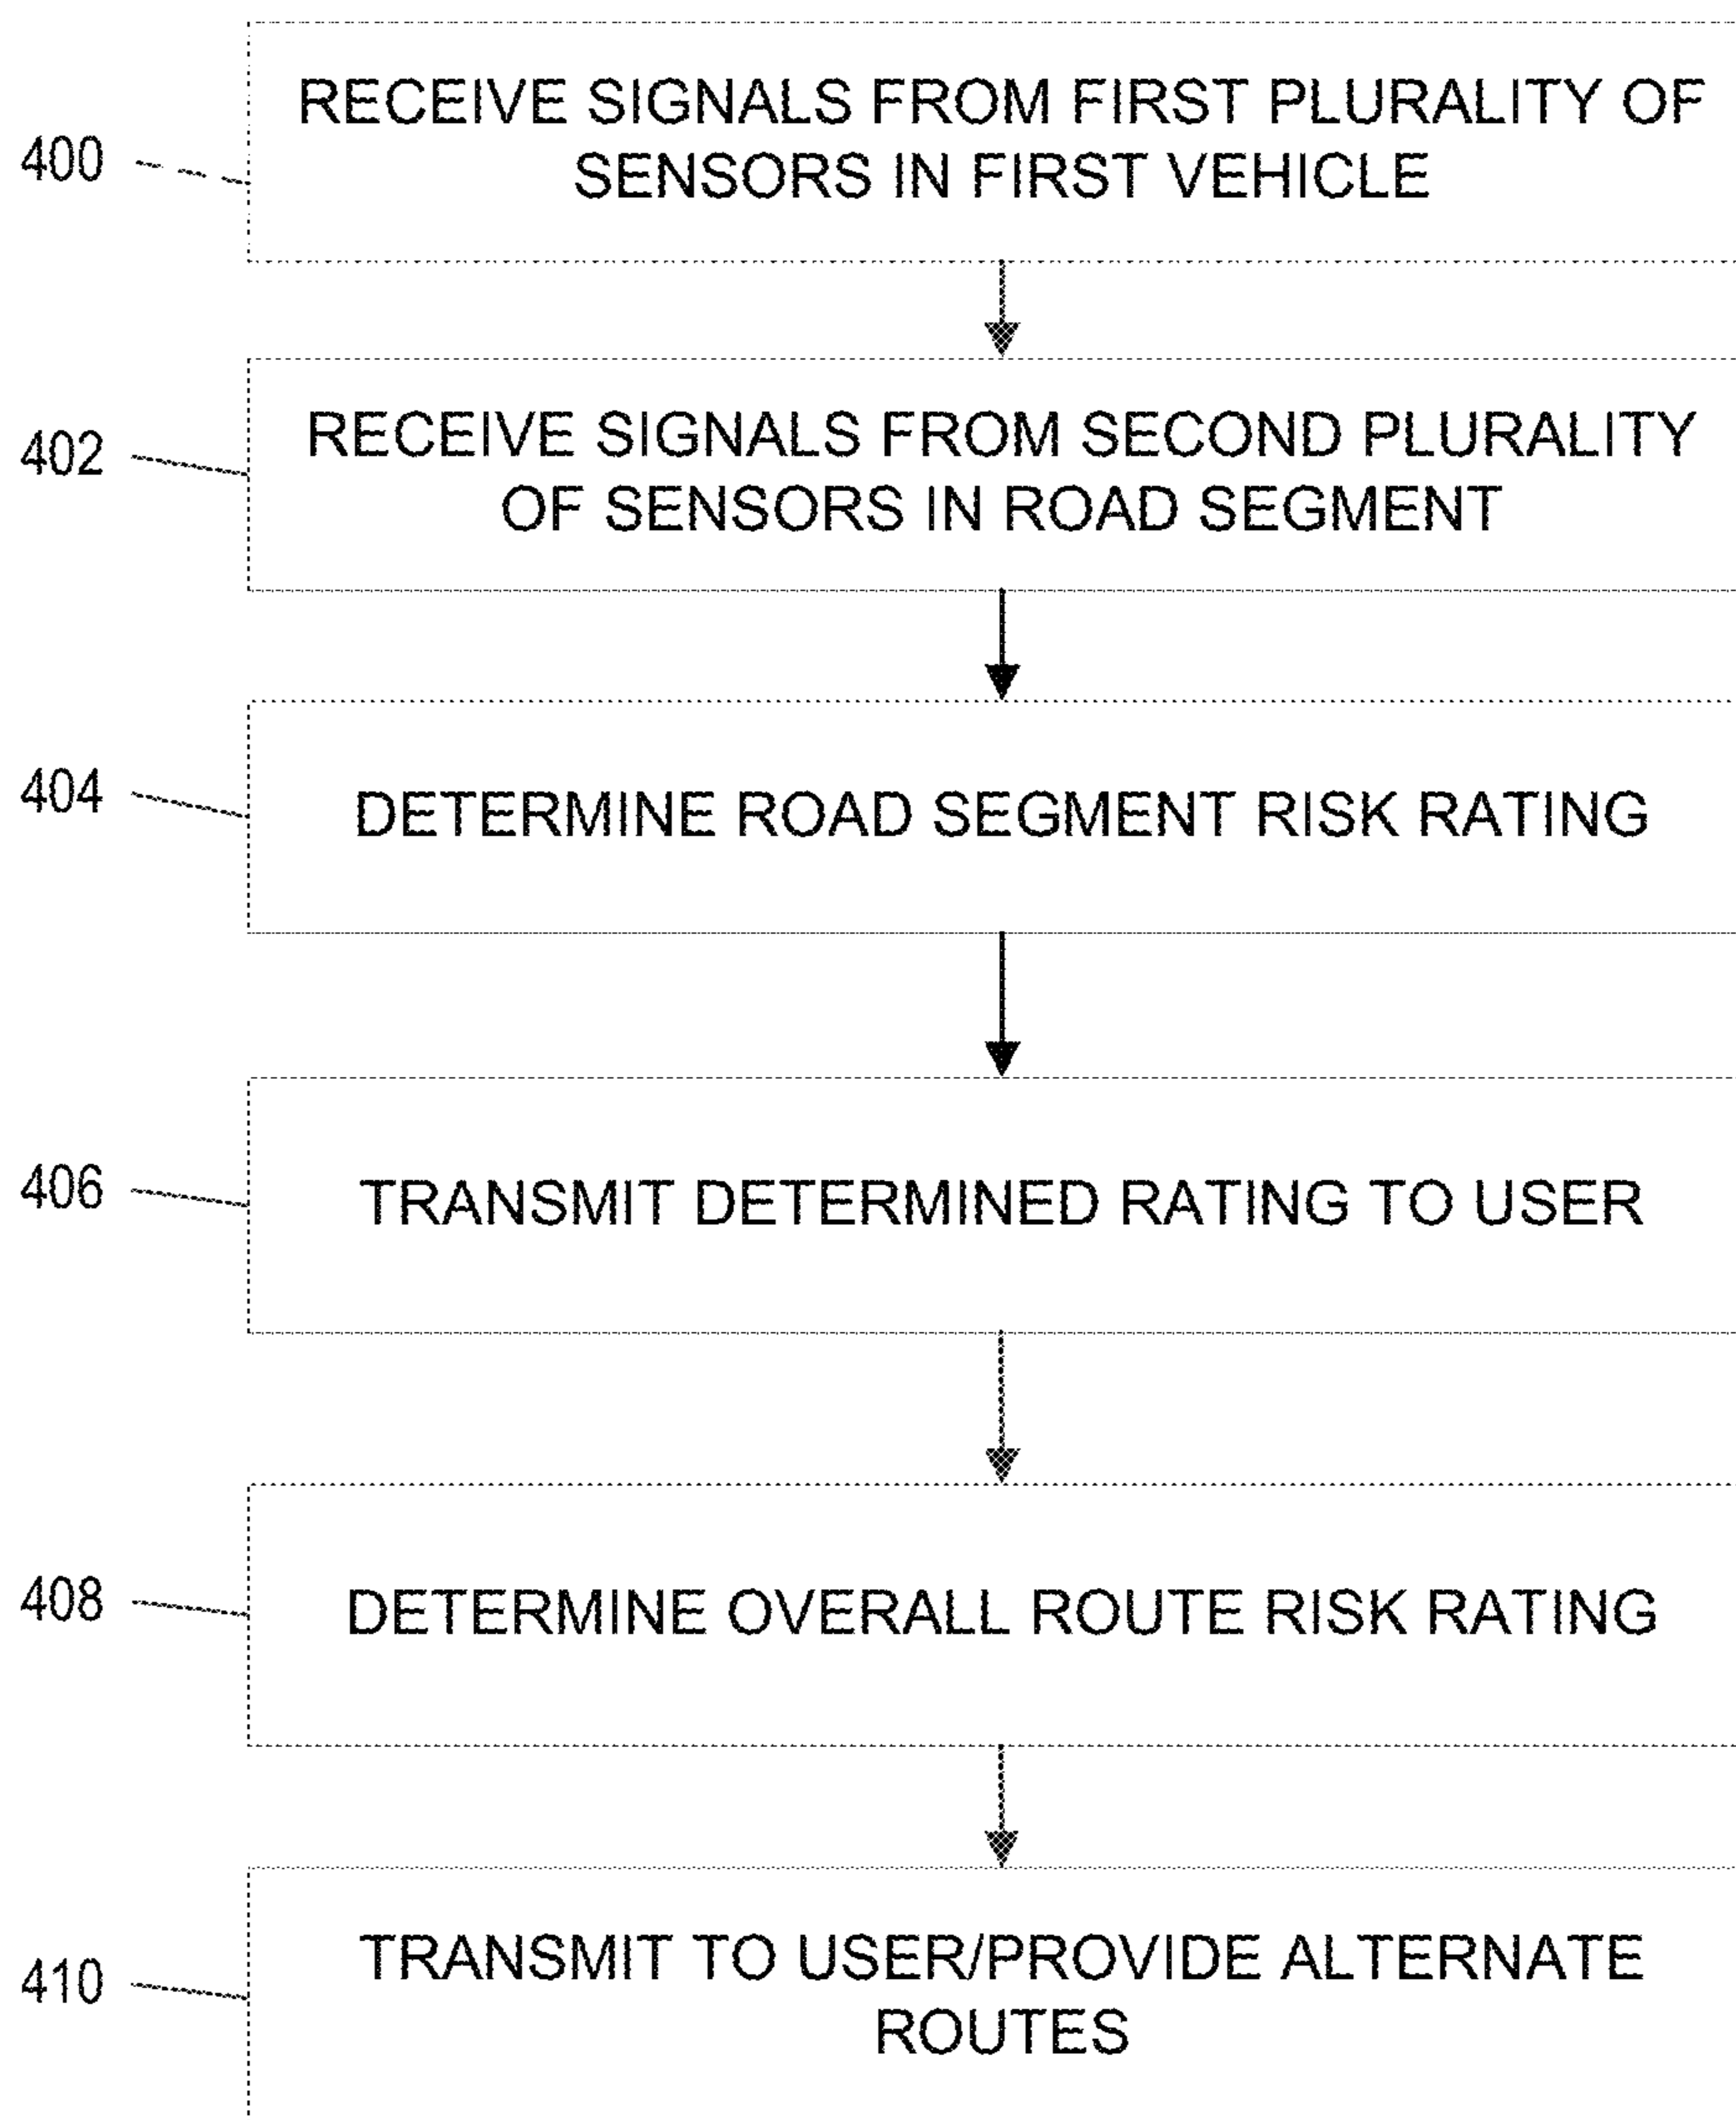 400
RECEIVE SIGNALS FROM FIRST PLURALITY OF
SENSORS IN FIRST VEHICLE
402
RECEIVE SIGNALS FROM SECOND PLURALITY
OF SENSORS IN ROAD SEGMENT
404
DETERMINE ROAD SEGMENT RISK RATING
406
TRANSMIT DETERMINED RATING TO USER
408
DETERMINE OVERALL ROUTE RISK RATING
410
TRANSMIT TO USER/PROVIDE ALTERNATE
ROUTES